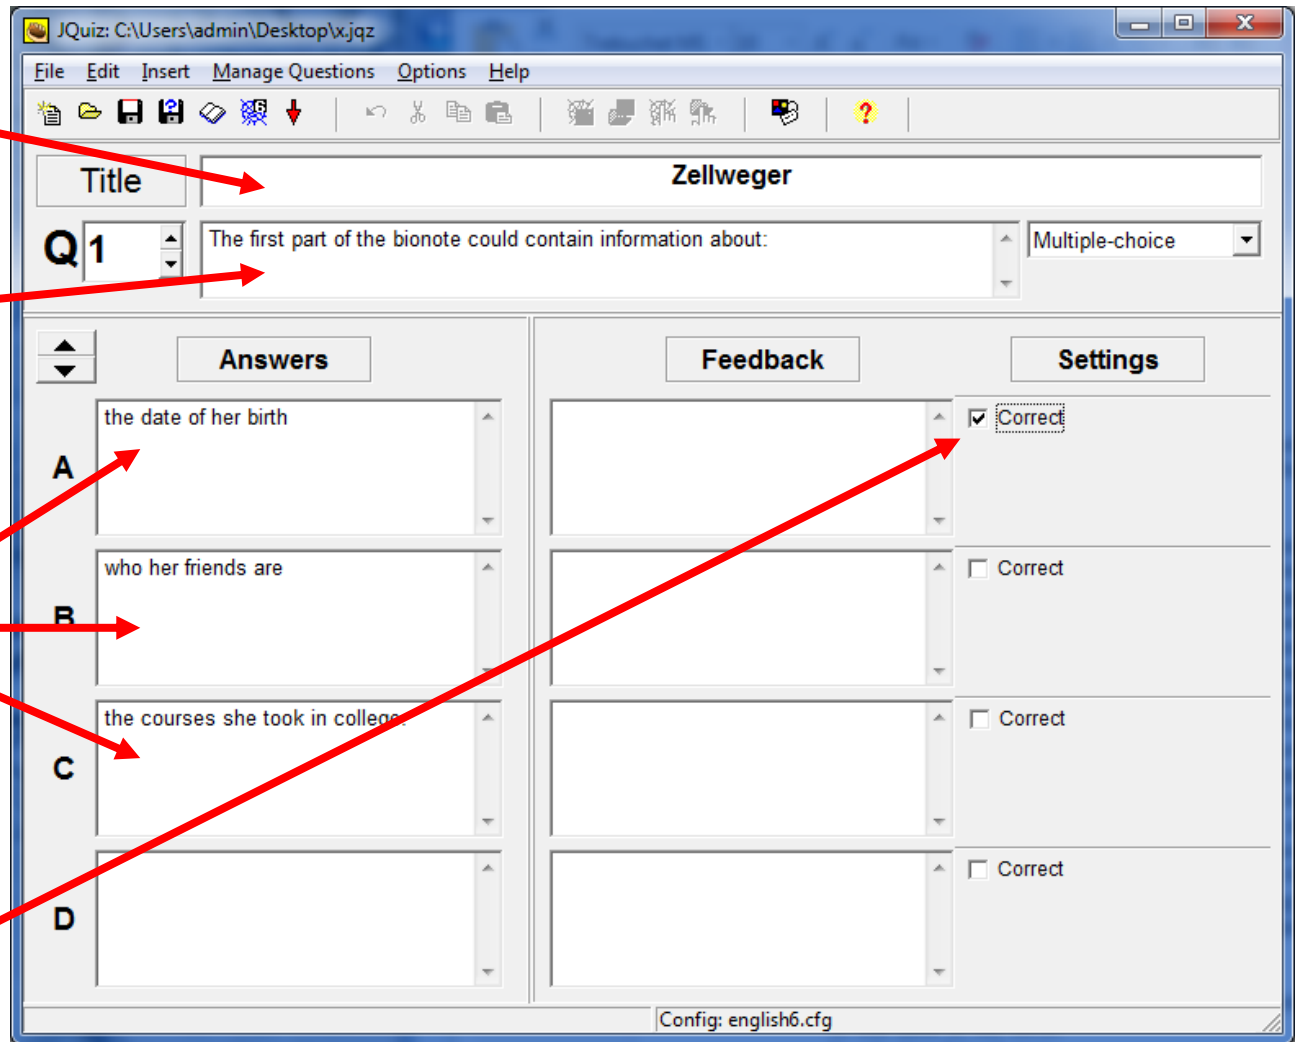 JQuiz: C:\Users\admin\Desktop\x.jqz
File Edit Insert Manage Questions Options Help
Title
Zellweger
Q 1
The first part of the bionote could contain information about:
Multiple-choice
Answers
Feedback
Settings
A
the date of her birth
Correct
B
who her friends are
Correct
C
the courses she took in college.
Correct
D
Correct
Config: english6.cfg